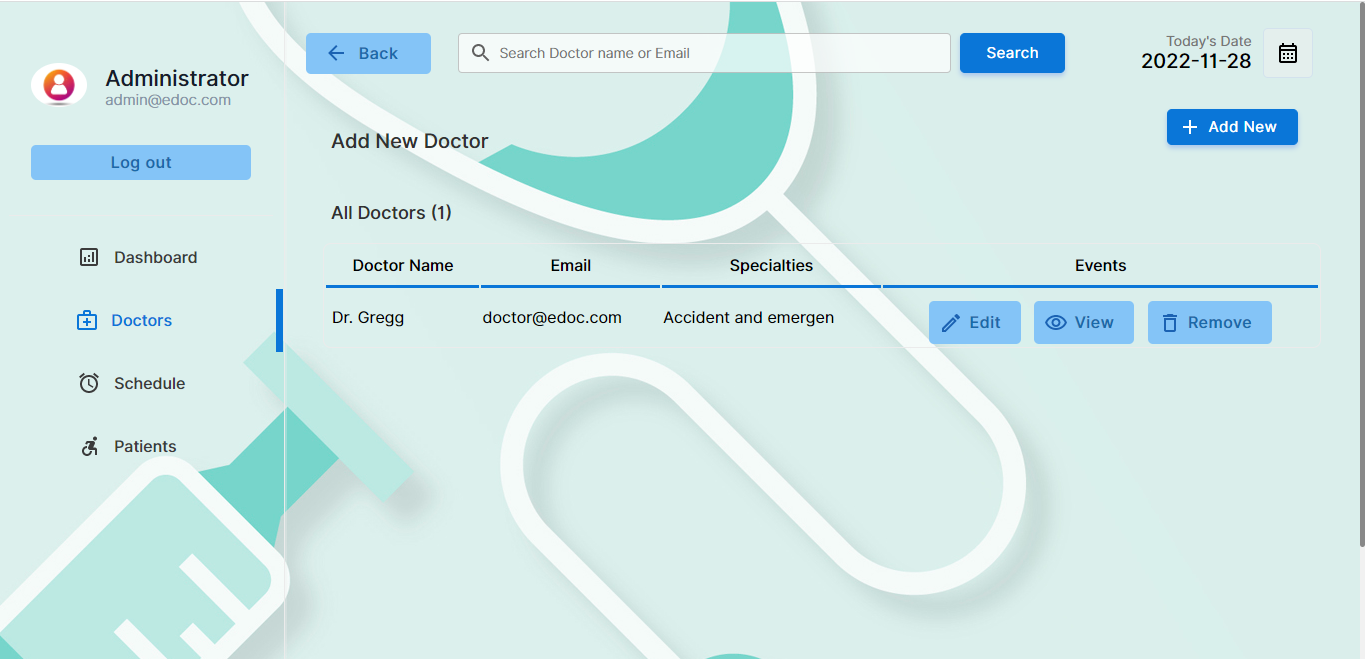 Administrator
admin@edoc.com
Log out
Dashboard
Doctors
Schedule
Patients
Back
Search Doctor name or Email
Search
Today's Date
2022-11-28
Add New Doctor
Add New
All Doctors (1)
Doctor Name Email Specialties Events
Dr. Gregg doctor@edoc.com Accident and emergen Edit View Remove